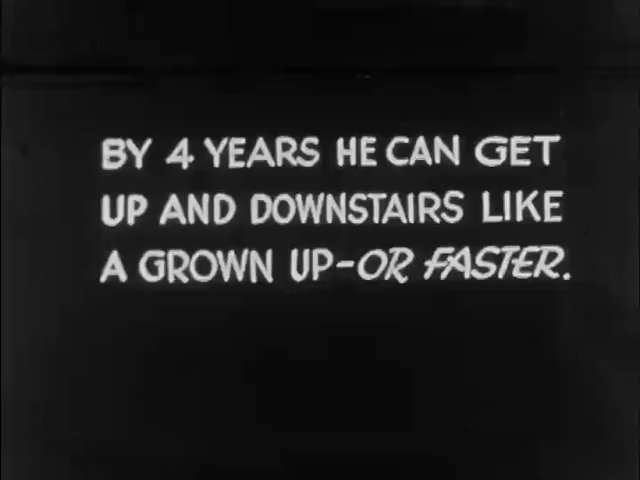 BY 4 YEARS HE CAN GET
UP AND DOWNSTAIRS LIKE
A GROWN UP-OR FASTER.